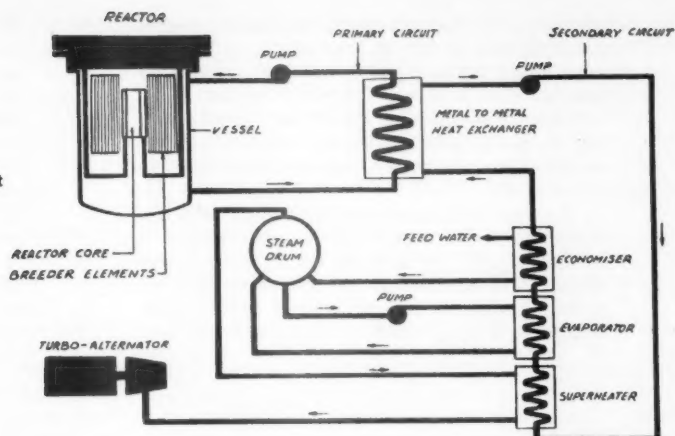 REACTOR
PUMP
PRIMARY CIRCUIT
SECONDARY CIRCUIT
PUMP
METAL TO METAL
HEAT EXCHANGER
VESSEL
REACTOR CORE
BREEDER ELEMENTS
STEAM
DRUM
FEED WATER
ECONOMISER
PUMP
EVAPORATOR
TURBO-ALTERNATOR
SUPERHEATER